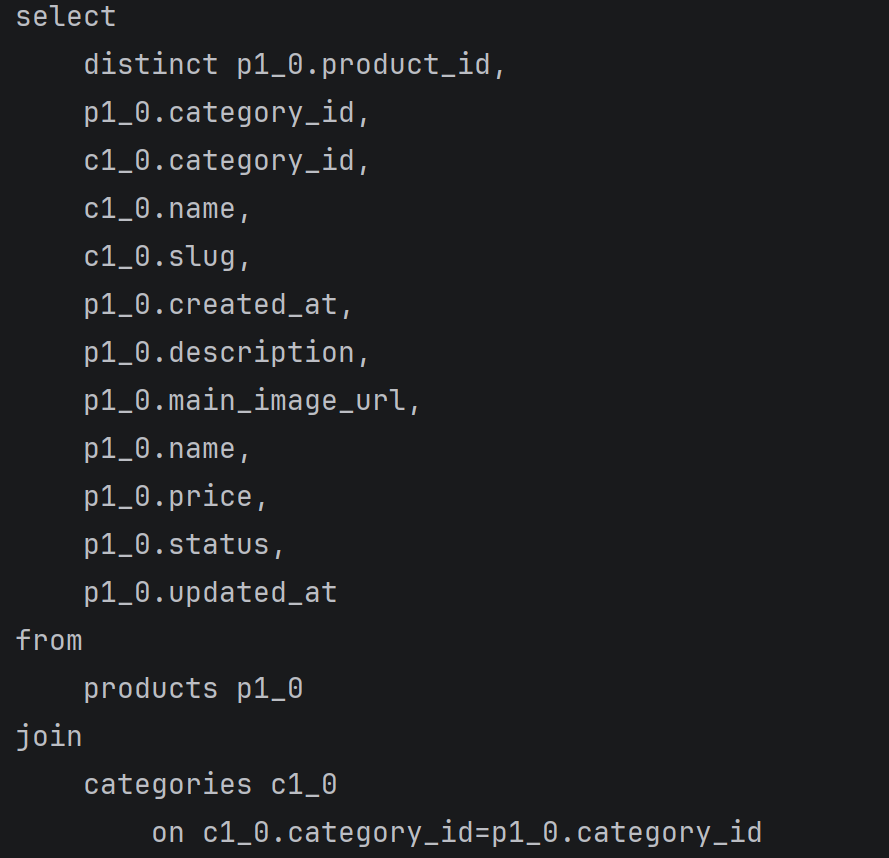 select
    distinct p1_0.product_id,
    p1_0.category_id,
    c1_0.category_id,
    c1_0.name,
    c1_0.slug,
    p1_0.created_at,
    p1_0.description,
    p1_0.main_image_url,
    p1_0.name,
    p1_0.price,
    p1_0.status,
    p1_0.updated_at
from
    products p1_0
join
    categories c1_0
        on c1_0.category_id=p1_0.category_id